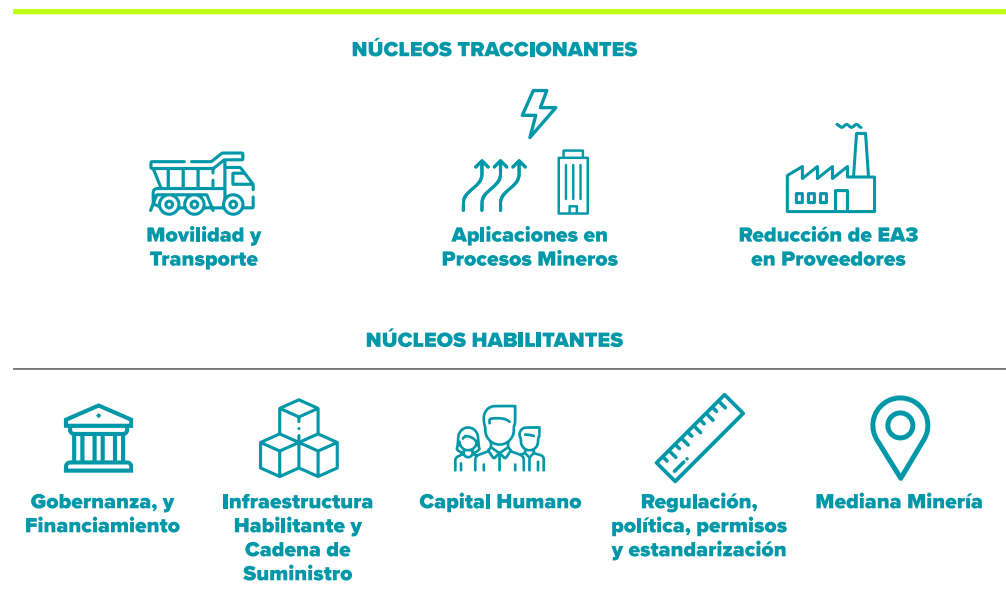 NÚCLEOS TRACCIONANTES
Movilidad y
Transporte
Aplicaciones en
Procesos Mineros
Reducción de EA3
en Proveedores
NÚCLEOS HABILITANTES
Gobernanza, y
Financiamiento
Infraestructura
Habilitante y
Cadena de
Suministro
Capital Humano
Regulación,
política, permisos
y estandarización
Mediana Minería